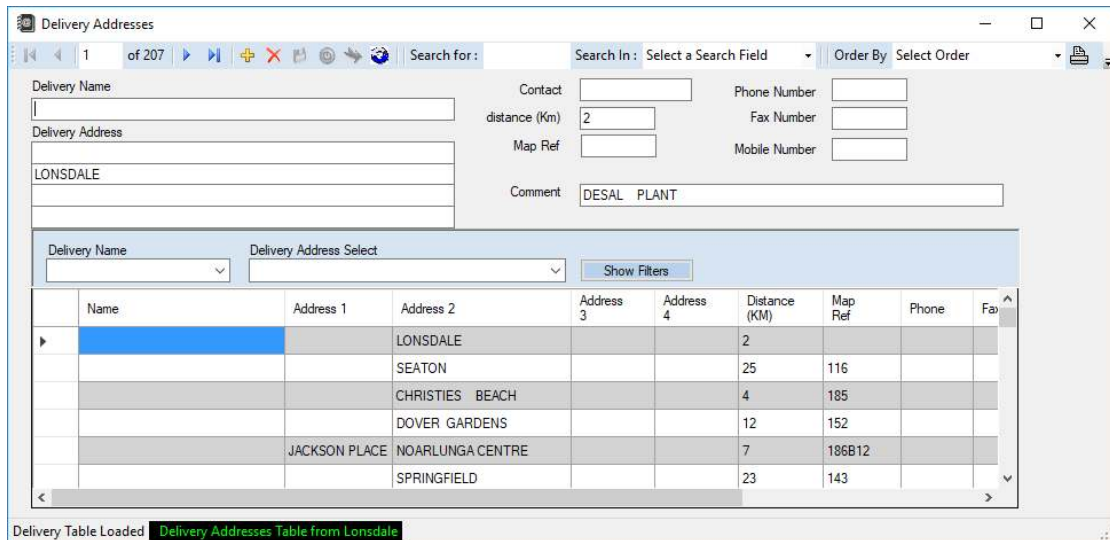 Delivery Addresses
1 of 207 Search for : Search In : Select a Search Field Order By Select Order
Delivery Name Contact Phone Number
distance (Km) 2 Fax Number
Delivery Address
Map Ref Mobile Number
LONSDALE
Comment DESAL PLANT
Delivery Name Delivery Address Select
Show Filters
Name Address 1 Address 2 Address 3 Address 4 Distance (KM) Map Ref Phone Fax
LONSDALE 2
SEATON 25 116
CHRISTIES BEACH 4 185
DOVER GARDENS 12 152
JACKSON PLACE NOARLUNGA CENTRE 7 186B12
SPRINGFIELD 23 143
Delivery Table Loaded Delivery Addresses Table from Lonsdale